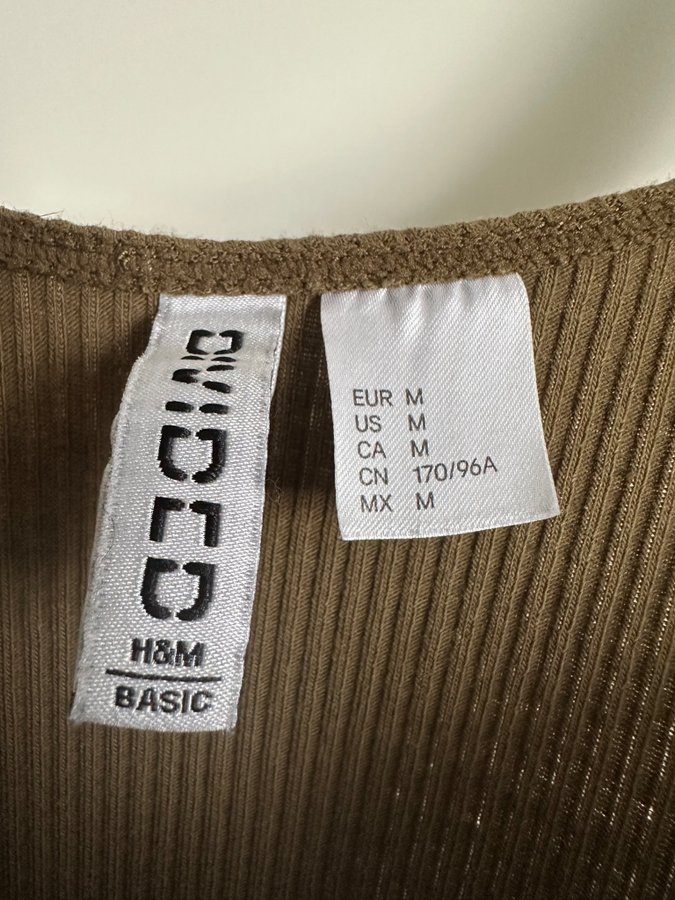 DIVIDED
H&M
BASIC
EUR M
US M
CA M
CN 170/96A
MX M